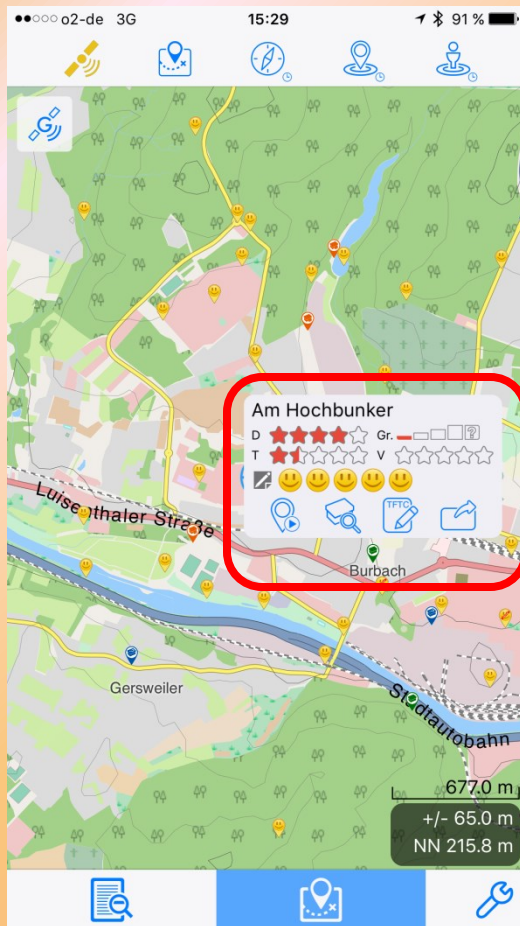 o2-de 3G 15:29 91 %
G
Am Hochbunker
D Gr. ?
T V
TFTC
Luisenthaler Straße
Burbach
Gersweiler
Stadtautobahn
677.0 m
+/- 65.0 m
NN 215.8 m